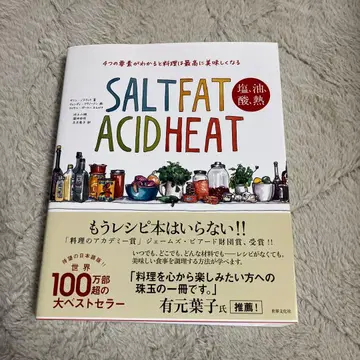 4つの要素がわかると料理は最高に美味しくなる
SALT FAT
ACID HEAT
塩、油、
酸、熱
もうレシピ本はいらない!!
「料理のアカデミー賞」ジェームズ・ビアード財団賞、受賞!!
いつでも、どこでも、どんな材料でも——レシピがなくても、
美味しい食事を調理する方法が学べます。
待望の日本語版!!
世界
100万部
超の
大ベストセラー
「料理を心から楽しみたい方への
珠玉の一冊です。」
有元葉子氏
推薦!
世界文化社